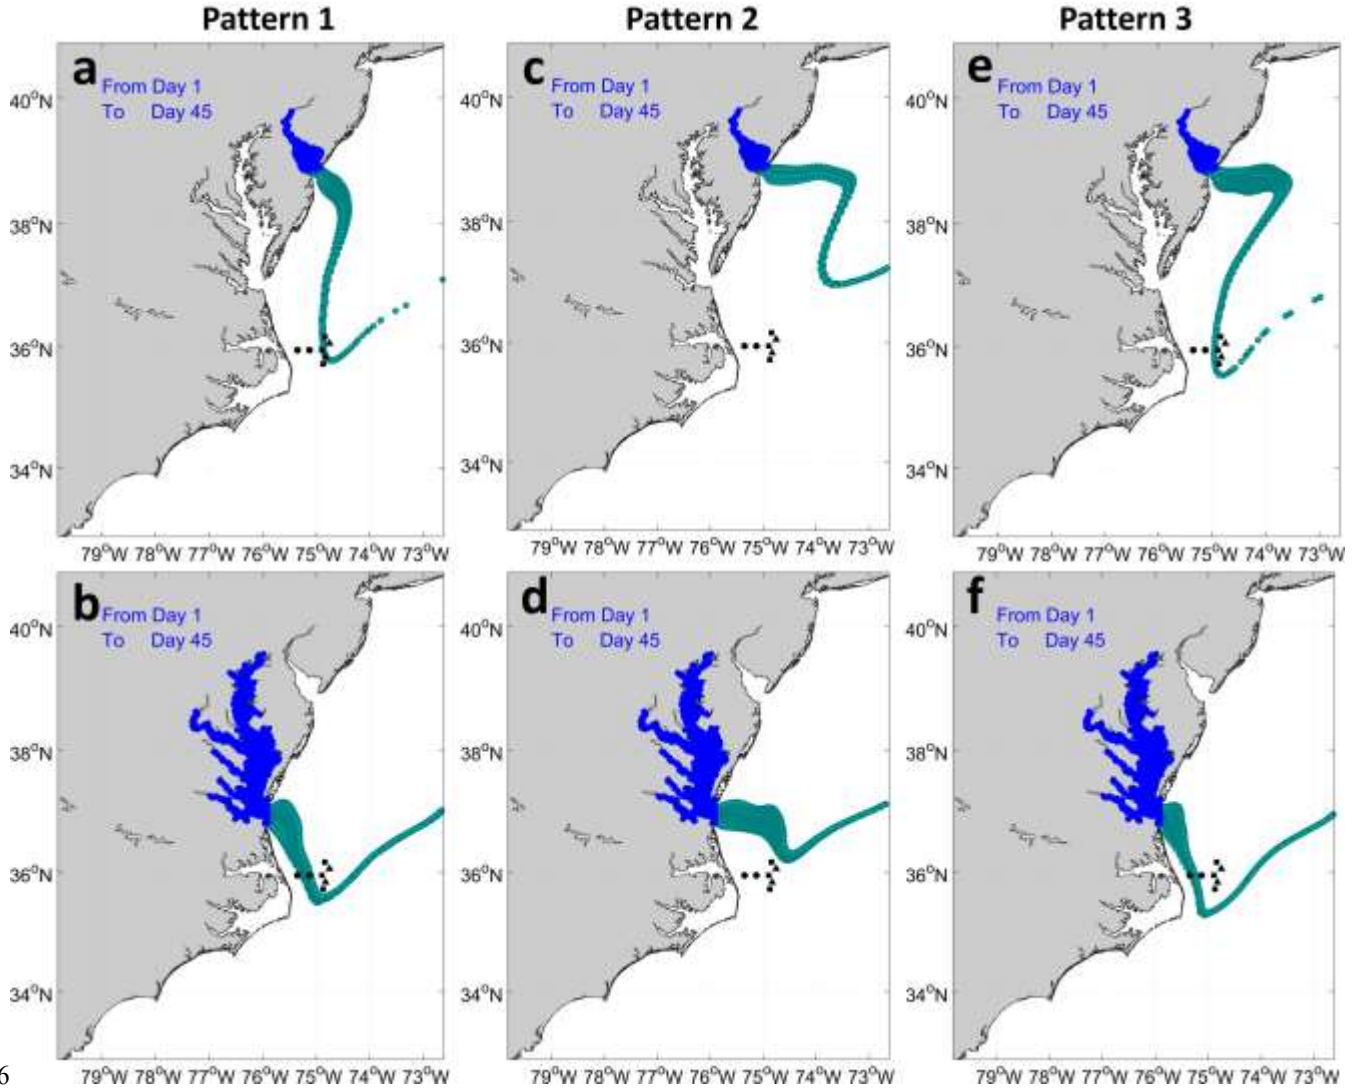 Pattern 1 Pattern 2 Pattern 3
a c e
From Day 1 From Day 1 From Day 1
To Day 45 To Day 45 To Day 45
40°N 40°N 40°N
38°N 38°N 38°N
36°N 36°N 36°N
34°N 34°N 34°N
79°W 78°W 77°W 76°W 75°W 74°W 73°W 79°W 78°W 77°W 76°W 75°W 74°W 73°W 79°W 78°W 77°W 76°W 75°W 74°W 73°W
b d f
From Day 1 From Day 1 From Day 1
To Day 45 To Day 45 To Day 45
40°N 40°N 40°N
38°N 38°N 38°N
36°N 36°N 36°N
34°N 34°N 34°N
6 79°W 78°W 77°W 76°W 75°W 74°W 73°W 79°W 78°W 77°W 76°W 75°W 74°W 73°W 79°W 78°W 77°W 76°W 75°W 74°W 73°W